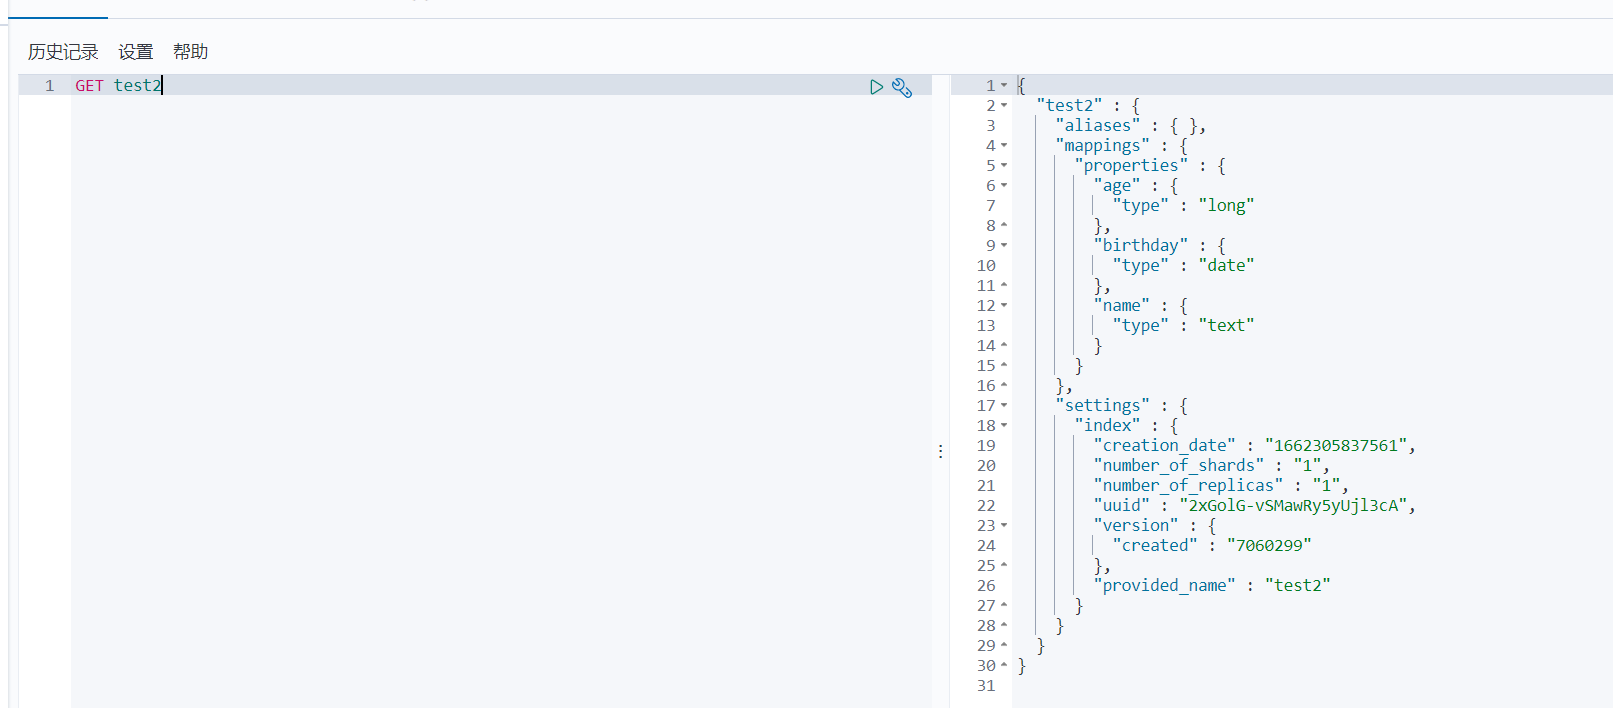 历史记录 设置 帮助
1 GET test2
1 {
2 "test2" : {
3 "aliases" : { },
4 "mappings" : {
5 "properties" : {
6 "age" : {
7 "type" : "long"
8 },
9 "birthday" : {
10 "type" : "date"
11 },
12 "name" : {
13 "type" : "text"
14 }
15 }
16 },
17 "settings" : {
18 "index" : {
19 "creation_date" : "1662305837561",
20 "number_of_shards" : "1",
21 "number_of_replicas" : "1",
22 "uuid" : "2xGolG-vSMawRy5yUjl3cA",
23 "version" : {
24 "created" : "7060299"
25 },
26 "provided_name" : "test2"
27 }
28 }
29 }
30 }
31